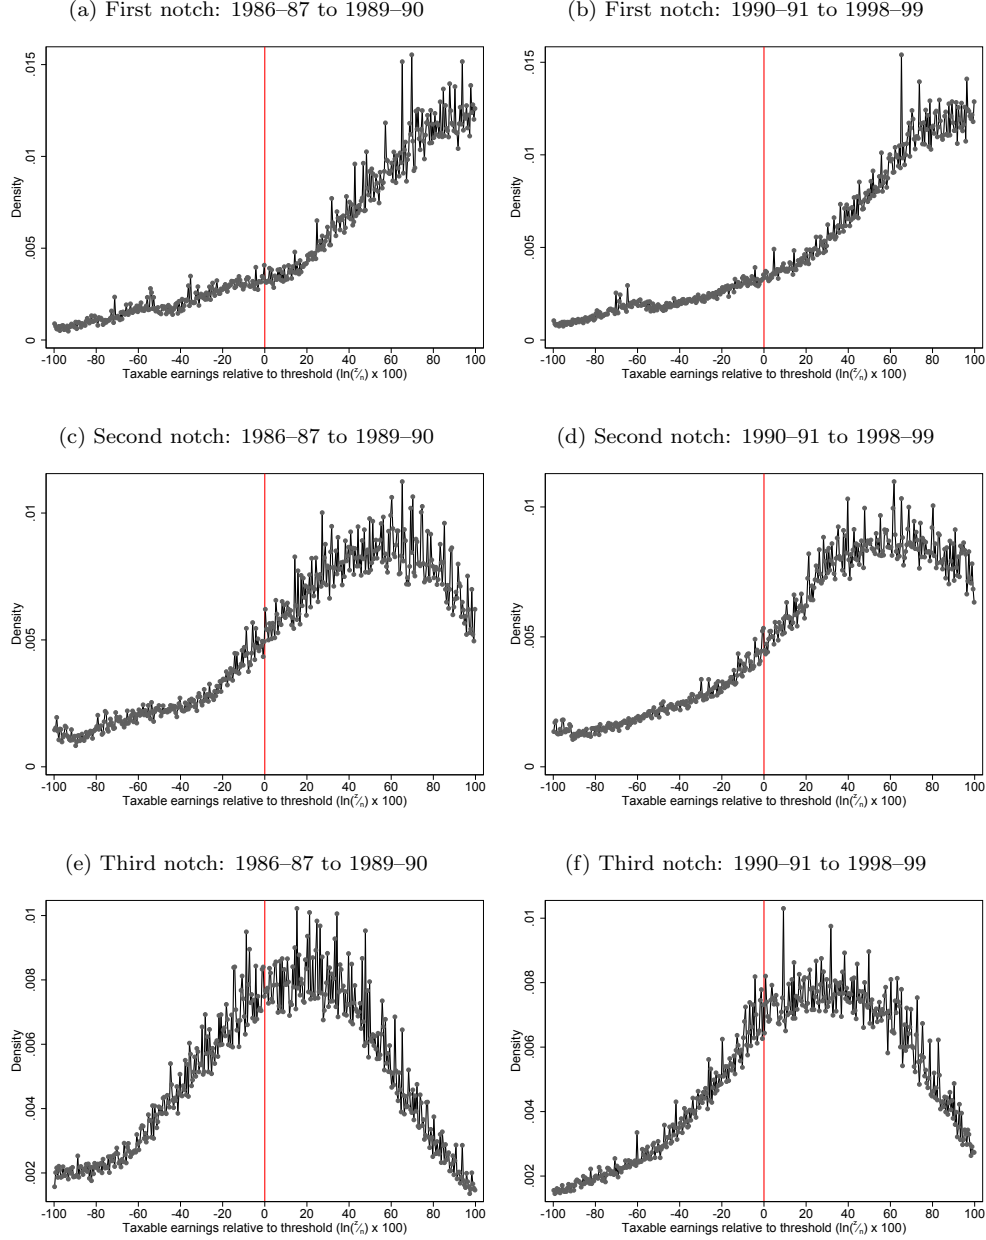 (a) First notch: 1986–87 to 1989–90
(b) First notch: 1990–91 to 1998–99
.015
.01
.005
0
Density
-100 -80 -60 -40 -20 0 20 40 60 80 100
Taxable earnings relative to threshold (ln(z/n) x 100)
.015
.01
.005
0
Density
-100 -80 -60 -40 -20 0 20 40 60 80 100
Taxable earnings relative to threshold (ln(z/n) x 100)
(c) Second notch: 1986–87 to 1989–90
(d) Second notch: 1990–91 to 1998–99
.01
.005
0
Density
-100 -80 -60 -40 -20 0 20 40 60 80 100
Taxable earnings relative to threshold (ln(z/n) x 100)
.01
.005
0
Density
-100 -80 -60 -40 -20 0 20 40 60 80 100
Taxable earnings relative to threshold (ln(z/n) x 100)
(e) Third notch: 1986–87 to 1989–90
(f) Third notch: 1990–91 to 1998–99
.01
.008
.006
.004
.002
Density
-100 -80 -60 -40 -20 0 20 40 60 80 100
Taxable earnings relative to threshold (ln(z/n) x 100)
.01
.008
.006
.004
.002
Density
-100 -80 -60 -40 -20 0 20 40 60 80 100
Taxable earnings relative to threshold (ln(z/n) x 100)